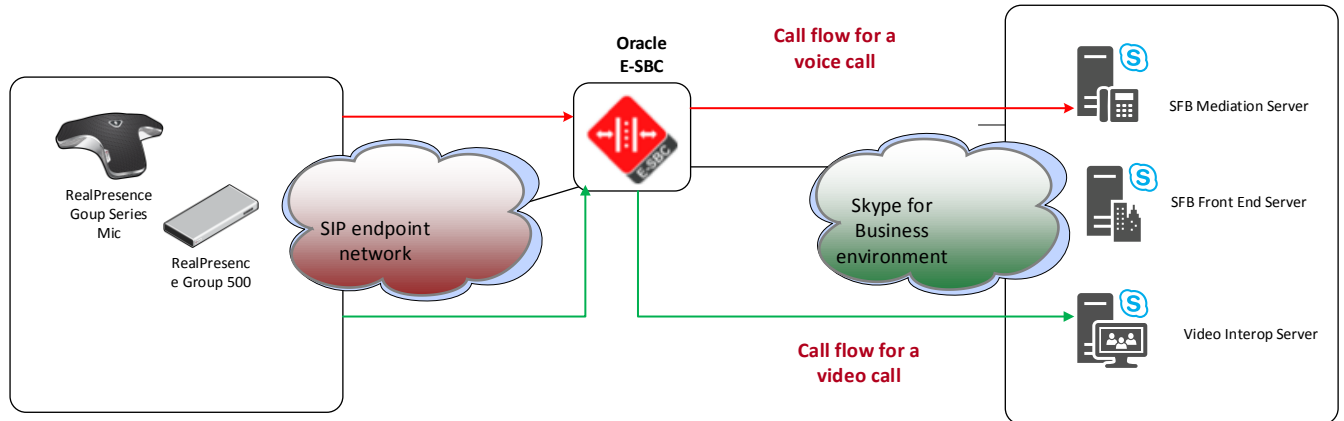 Oracle
E-SBC
Call flow for a
voice call
RealPresence
Goup Series
Mic
RealPresenc
e Group 500
SIP endpoint
network
E-SBC
Skype for
Business
environment
S
SFB Mediation Server
S
SFB Front End Server
S
Video Interop Server
Call flow for a
video call